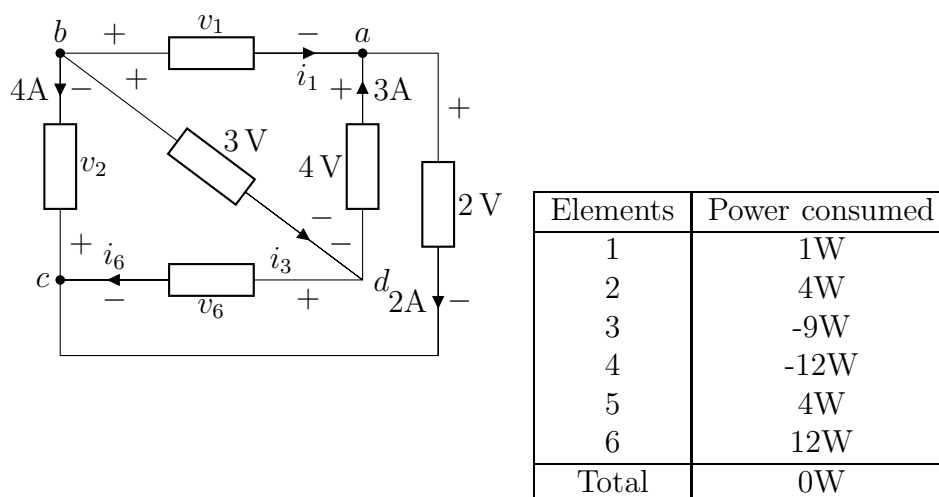 b + v₁ − a
4A − + i₁ + 3A +
3 V 4 V
v₂ 2 V
− −
+ i₆ i₃
c − v₆ + d 2A −
Elements Power consumed
1 1W
2 4W
3 -9W
4 -12W
5 4W
6 12W
Total 0W